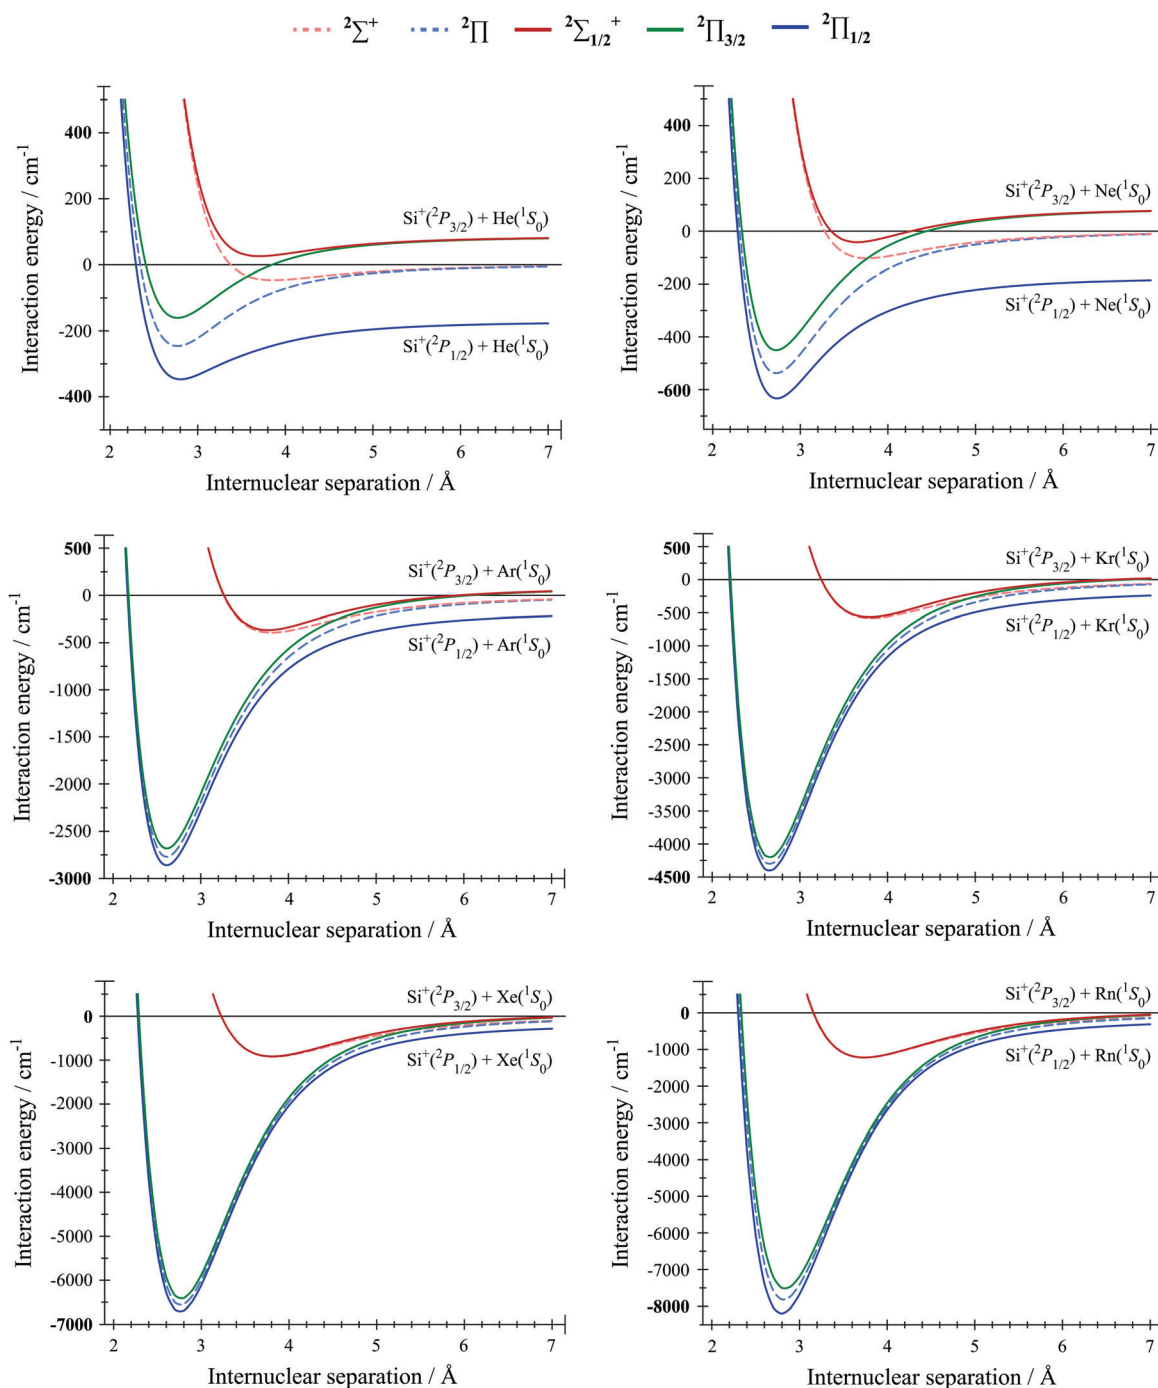 ²Σ⁺ ²Π ²Σ₁/₂⁺ ²Π₃/₂ ²Π₁/₂
Interaction energy / cm⁻¹
400
200
0
-200
-400
Si⁺(²P₃/₂) + He(¹S₀)
Si⁺(²P₁/₂) + He(¹S₀)
2 3 4 5 6 7
Internuclear separation / Å
Interaction energy / cm⁻¹
400
200
0
-200
-400
-600
Si⁺(²P₃/₂) + Ne(¹S₀)
Si⁺(²P₁/₂) + Ne(¹S₀)
2 3 4 5 6 7
Internuclear separation / Å
Interaction energy / cm⁻¹
500
0
-500
-1000
-1500
-2000
-2500
-3000
Si⁺(²P₃/₂) + Ar(¹S₀)
Si⁺(²P₁/₂) + Ar(¹S₀)
2 3 4 5 6 7
Internuclear separation / Å
Interaction energy / cm⁻¹
500
0
-500
-1000
-1500
-2000
-2500
-3000
-3500
-4000
-4500
Si⁺(²P₃/₂) + Kr(¹S₀)
Si⁺(²P₁/₂) + Kr(¹S₀)
2 3 4 5 6 7
Internuclear separation / Å
Interaction energy / cm⁻¹
0
-1000
-2000
-3000
-4000
-5000
-6000
-7000
Si⁺(²P₃/₂) + Xe(¹S₀)
Si⁺(²P₁/₂) + Xe(¹S₀)
2 3 4 5 6 7
Internuclear separation / Å
Interaction energy / cm⁻¹
0
-1000
-2000
-3000
-4000
-5000
-6000
-7000
-8000
Si⁺(²P₃/₂) + Rn(¹S₀)
Si⁺(²P₁/₂) + Rn(¹S₀)
2 3 4 5 6 7
Internuclear separation / Å